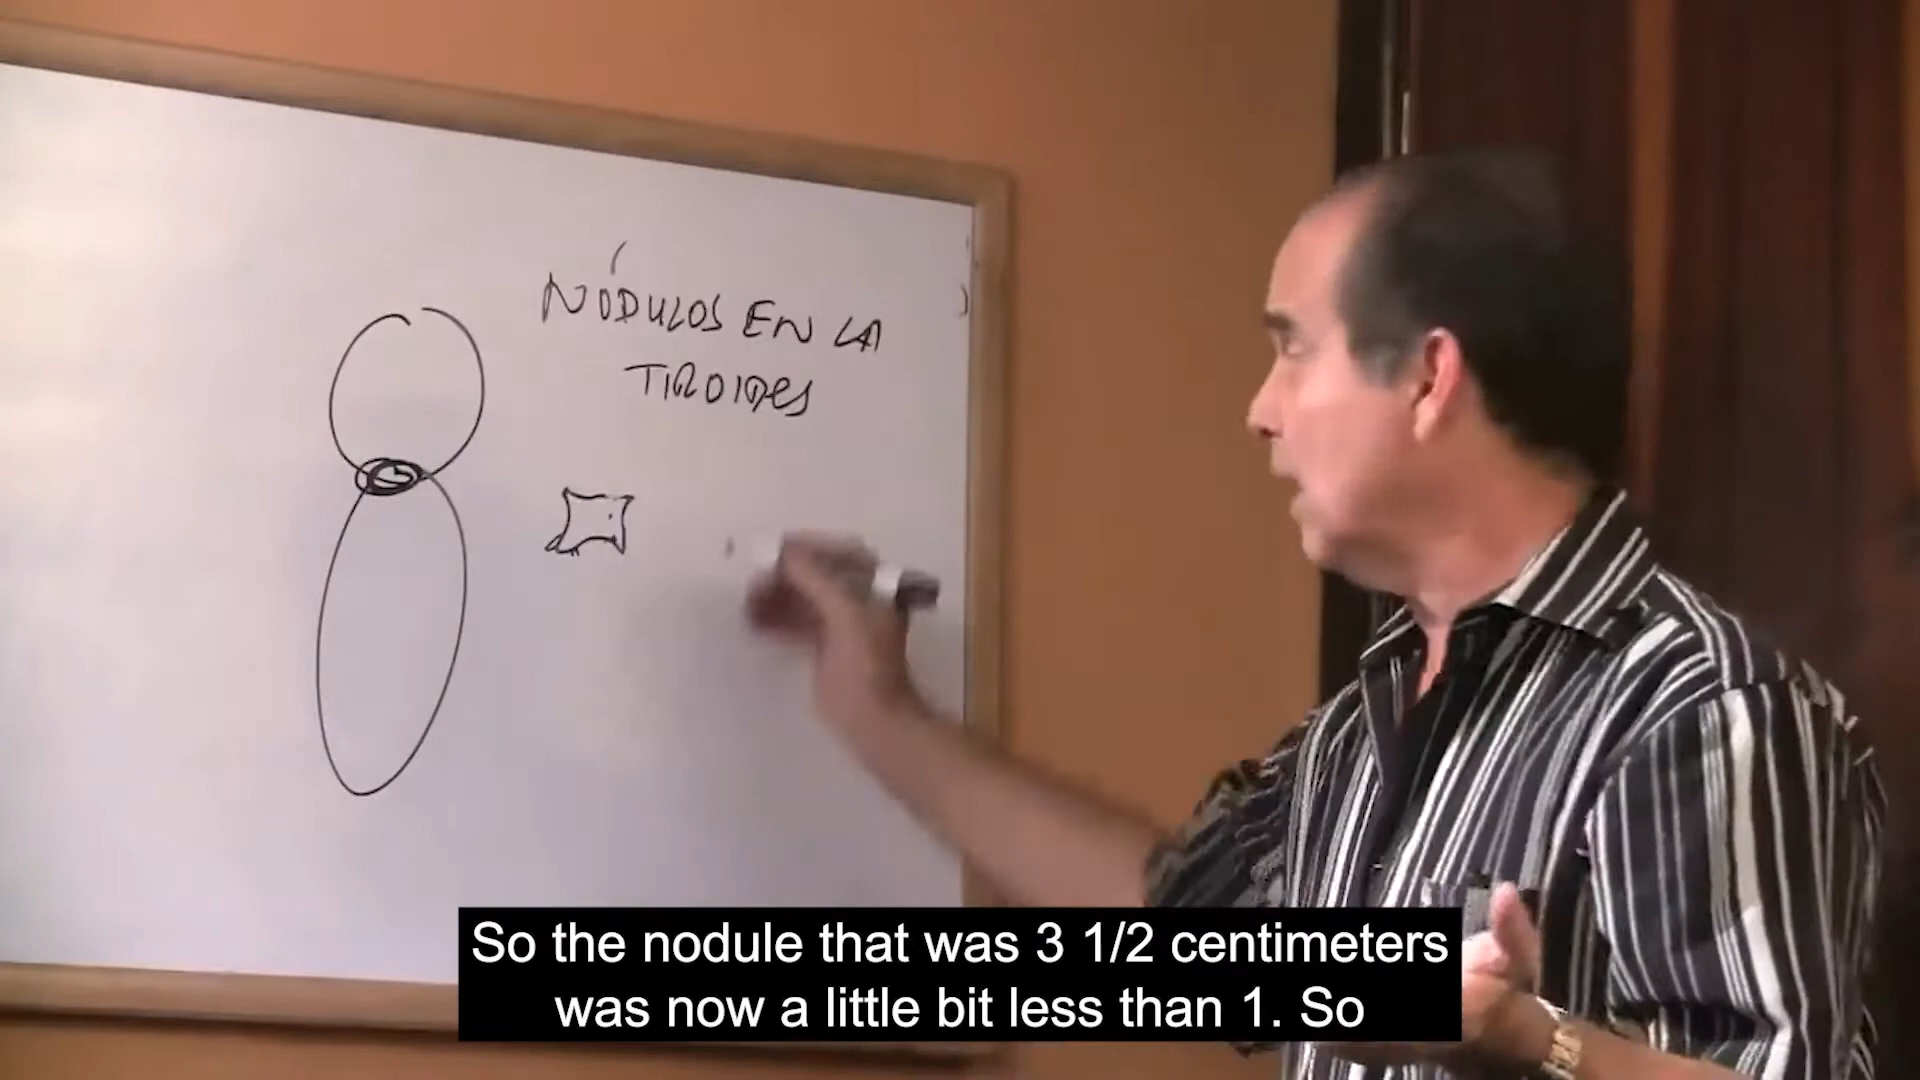 NÓDULOS EN LA
TIROIDES
So the nodule that was 3 1/2 centimeters
was now a little bit less than 1. So